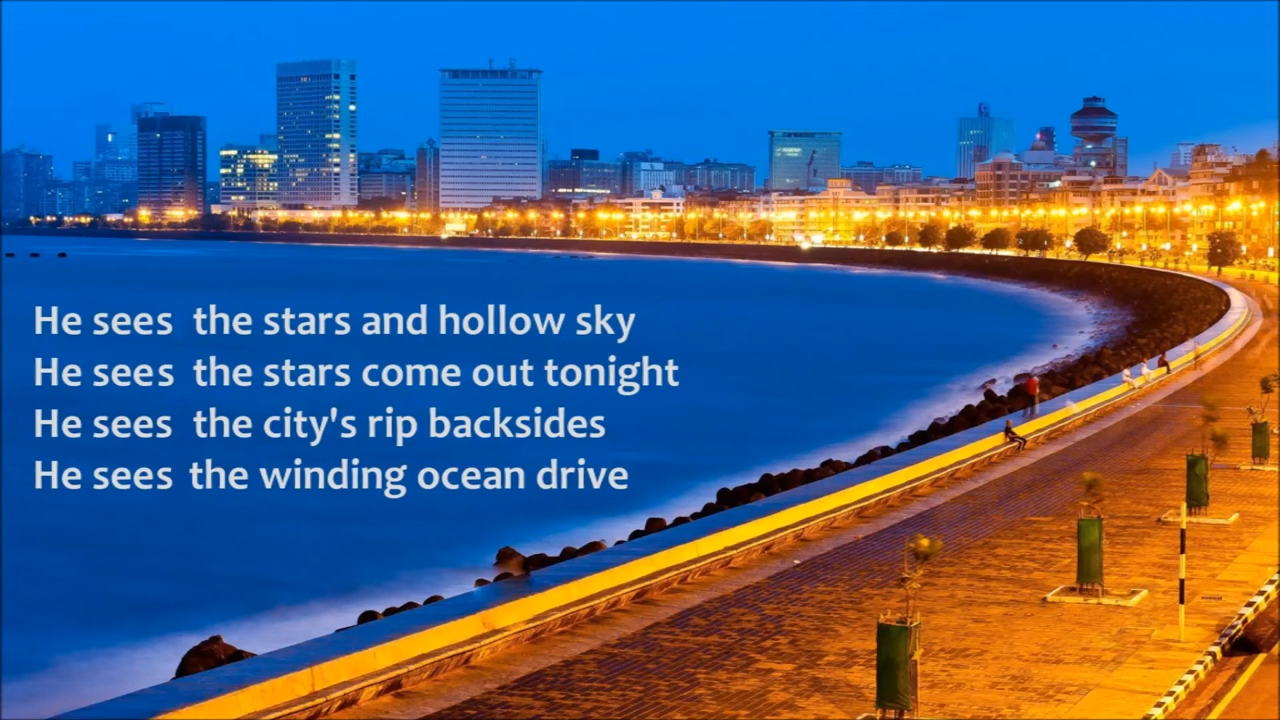 He sees the stars and hollow sky
He sees the stars come out tonight
He sees the city's rip backsides
He sees the winding ocean drive